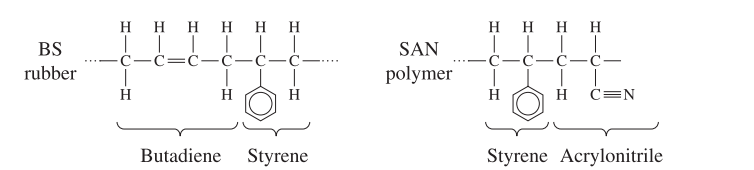 H H H H H H
BS rubber
C C C C C C
H H H
Butadiene Styrene
H H H H
SAN polymer
C C C C
H H C N
Styrene Acrylonitrile